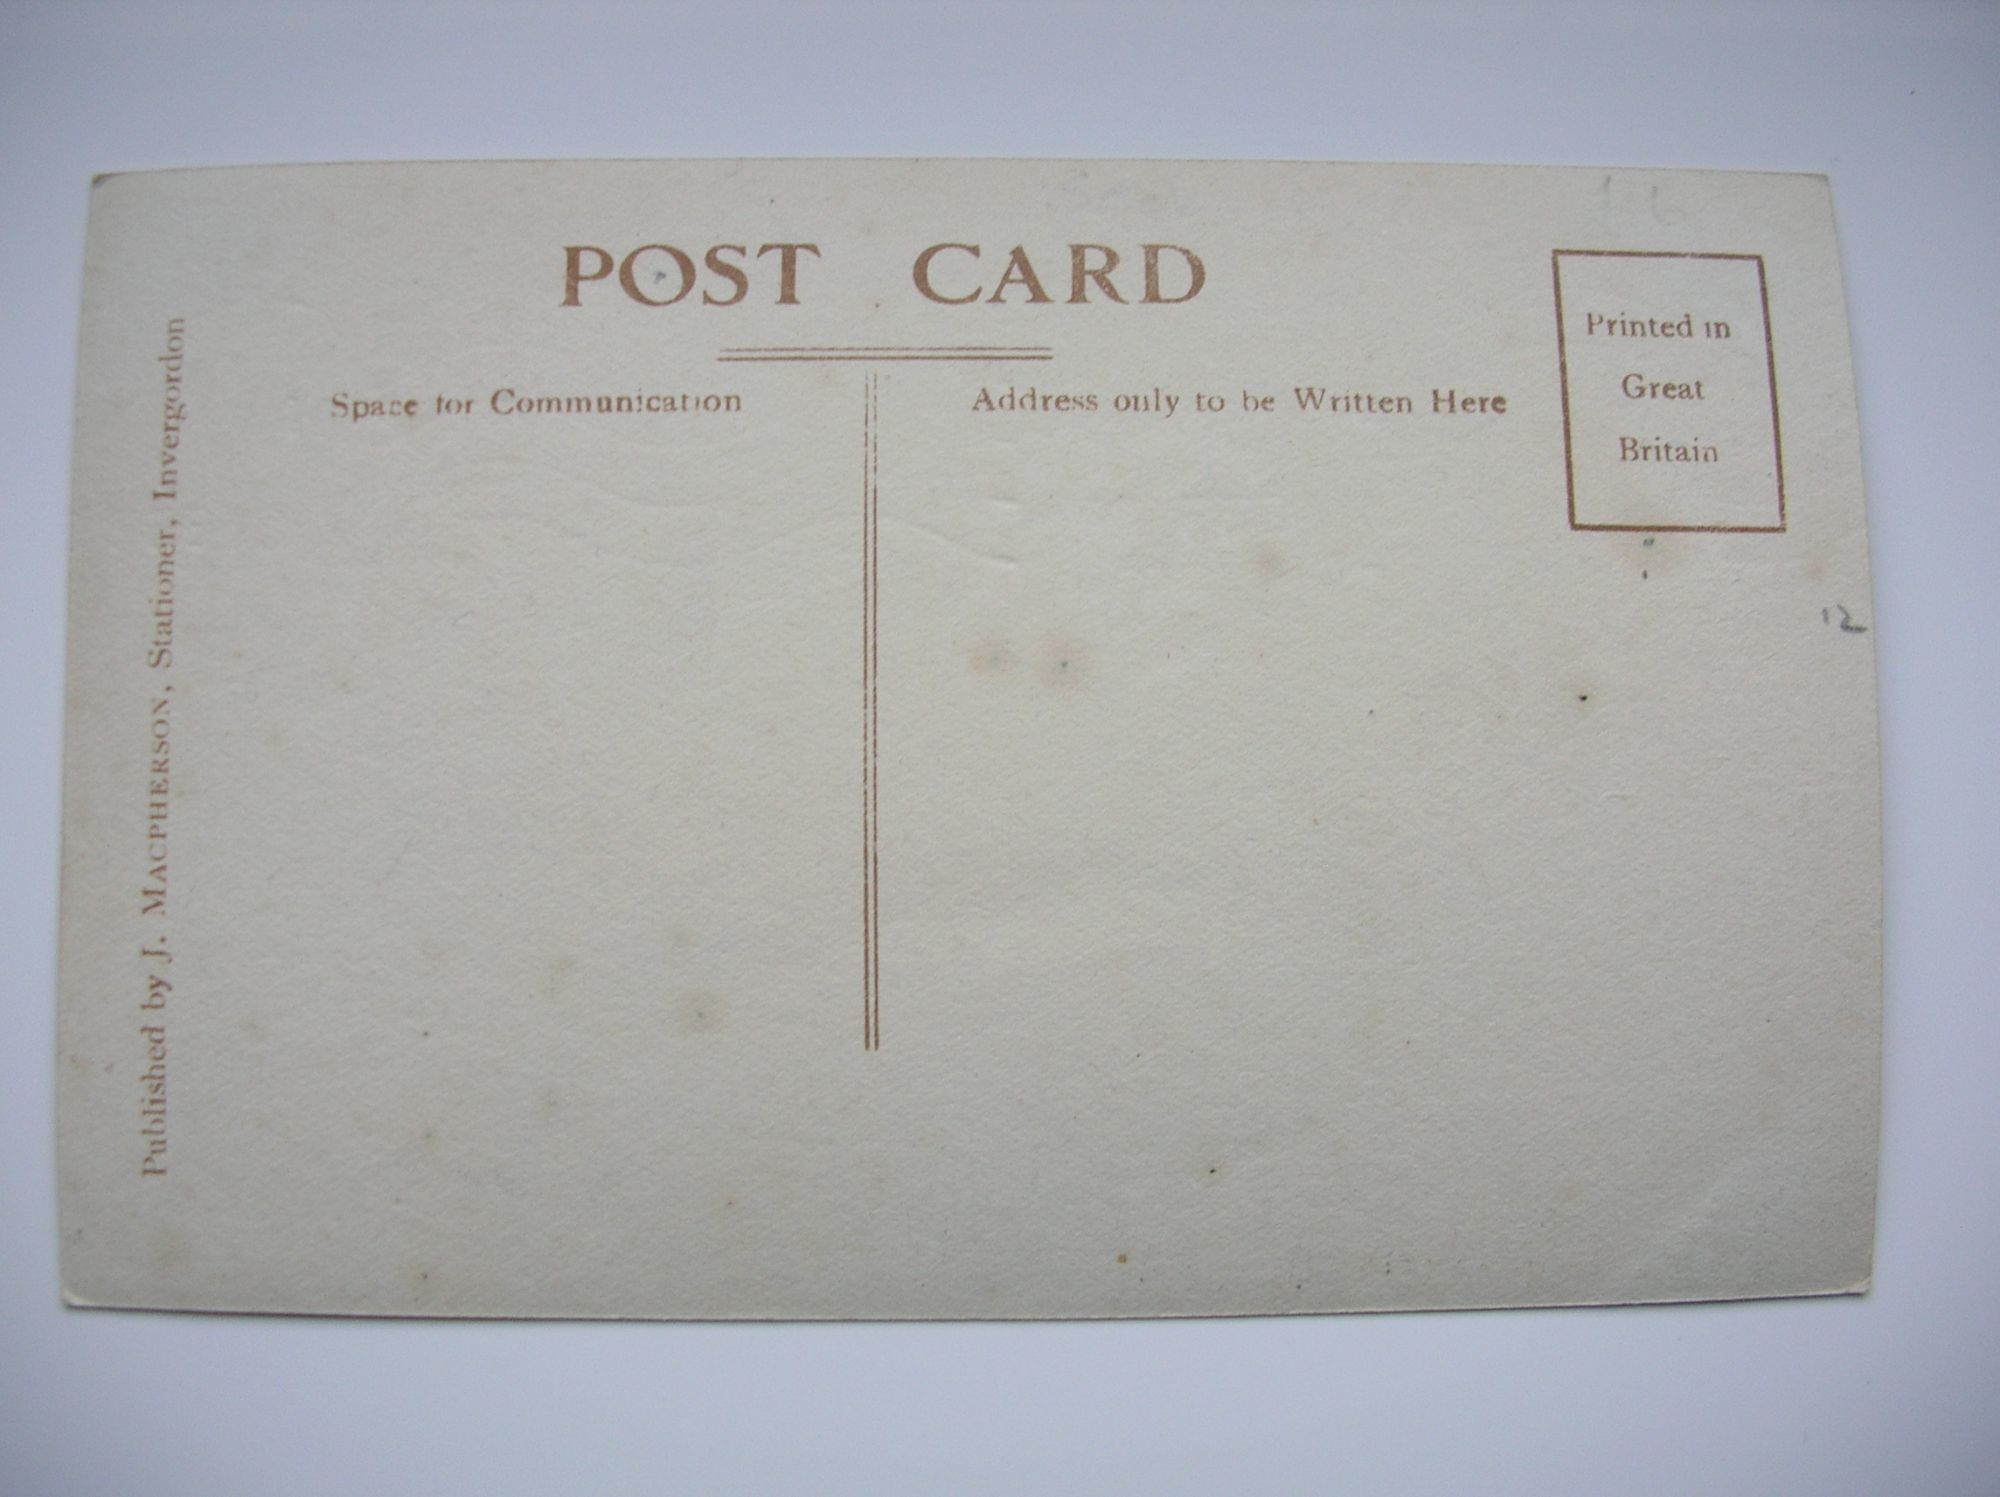 POST CARD
Space for Communication
Address only to be Written Here
Printed in
Great
Britain
Published by J. MACPHERSON, Stationer, Invergordon
12